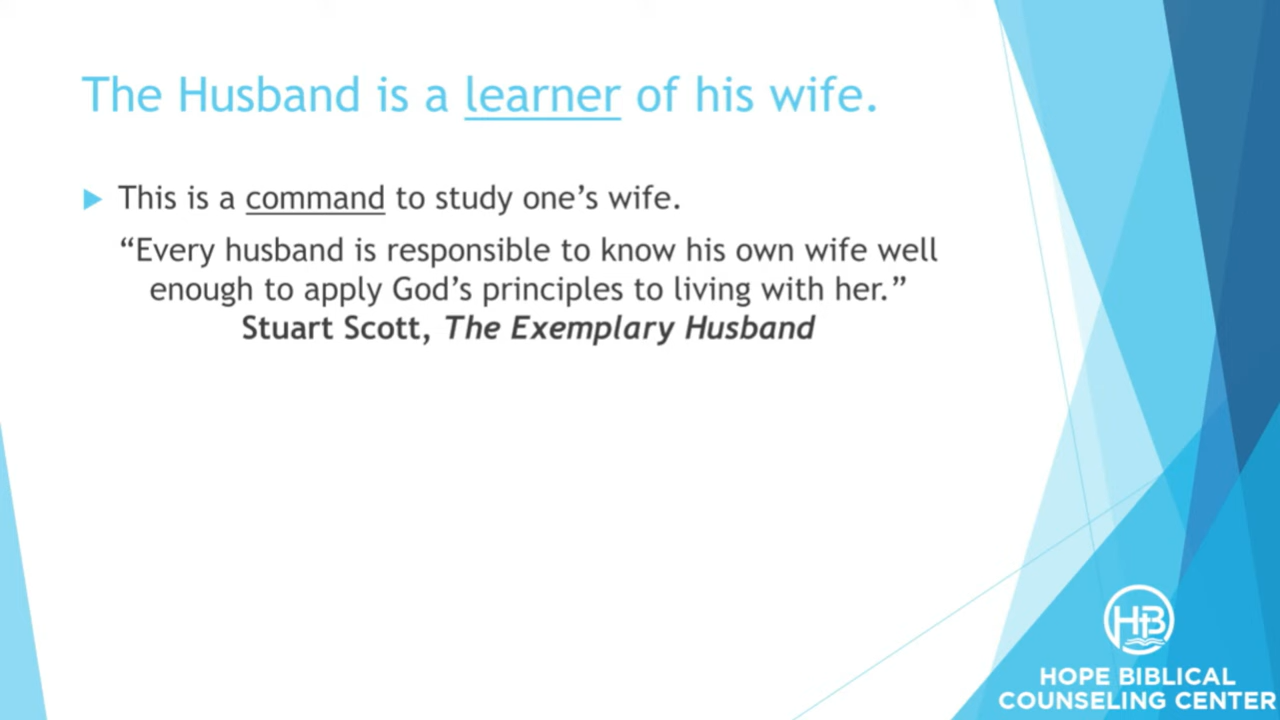 The Husband is a learner of his wife.
This is a command to study one’s wife.
“Every husband is responsible to know his own wife well
enough to apply God’s principles to living with her.”
Stuart Scott, The Exemplary Husband
HB
HOPE BIBLICAL
COUNSELING CENTER